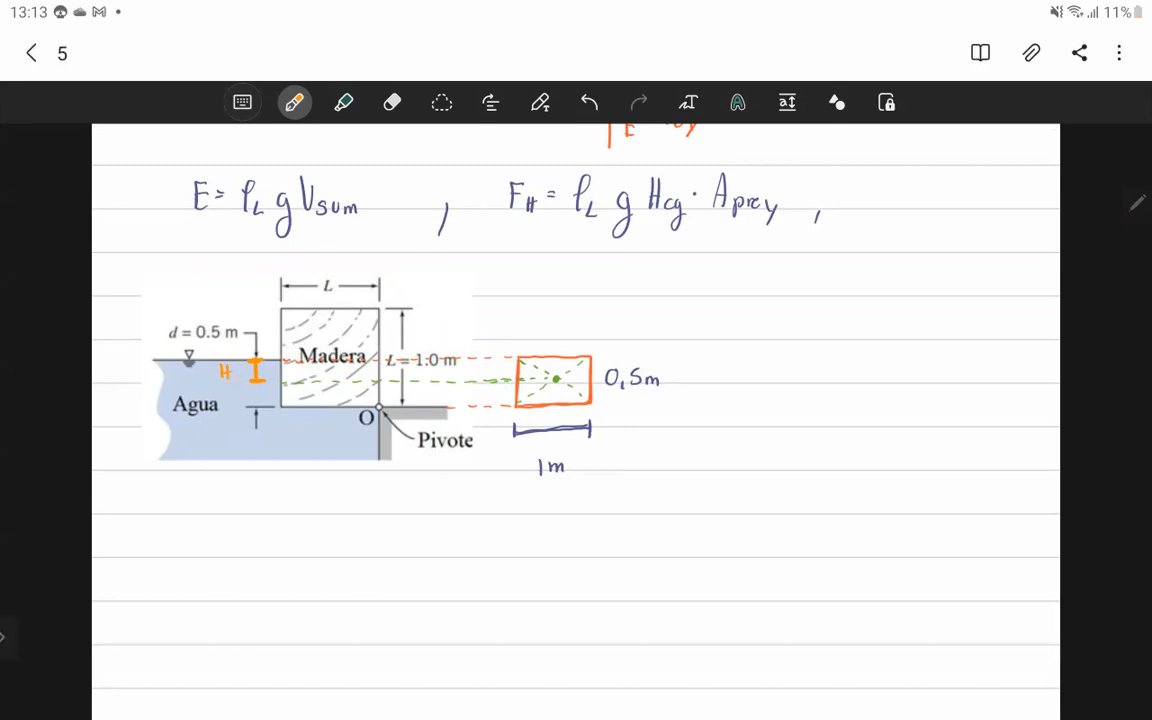 13:13 11%
5
E = ρL g Vsum , FH = ρL g Hcg · Aproy ,
L
d = 0.5 m
Madera L = 1.0 m
H 0,5m
Agua
O
Pivote
1m